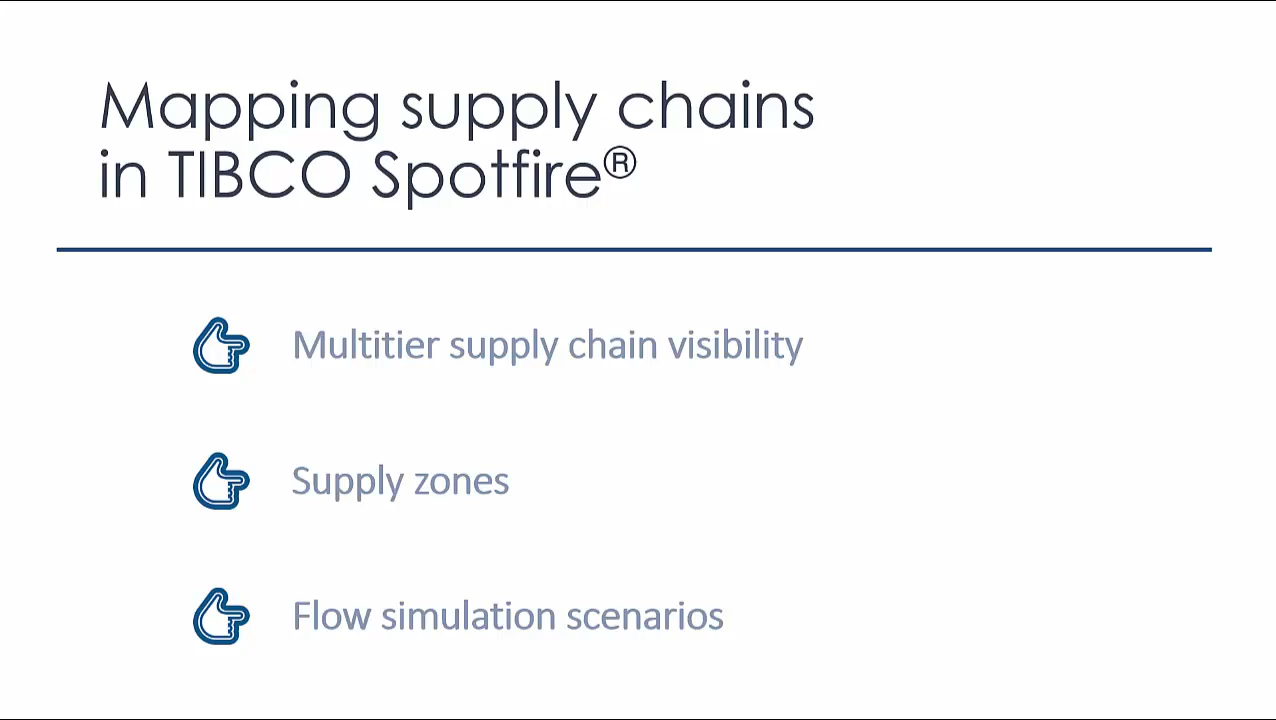 Mapping supply chains
in TIBCO Spotfire®
Multitier supply chain visibility
Supply zones
Flow simulation scenarios